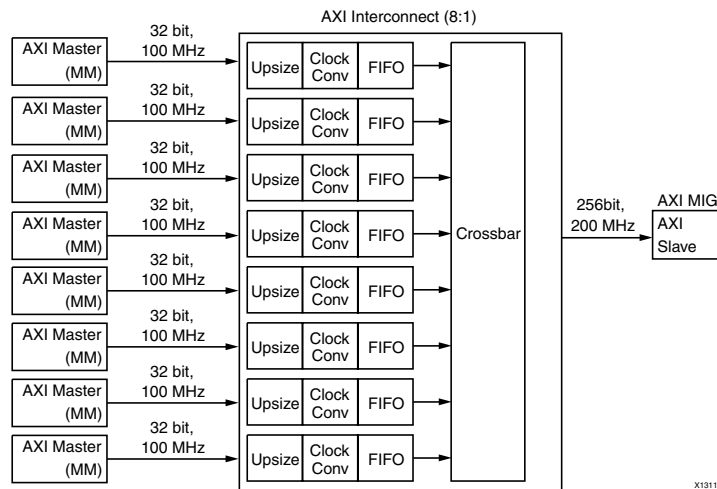 AXI Interconnect (8:1)
AXI Master
(MM)
32 bit,
100 MHz
Upsize
Clock
Conv
FIFO
AXI Master
(MM)
32 bit,
100 MHz
Upsize
Clock
Conv
FIFO
AXI Master
(MM)
32 bit,
100 MHz
Upsize
Clock
Conv
FIFO
AXI Master
(MM)
32 bit,
100 MHz
Upsize
Clock
Conv
FIFO
AXI Master
(MM)
32 bit,
100 MHz
Upsize
Clock
Conv
FIFO
AXI Master
(MM)
32 bit,
100 MHz
Upsize
Clock
Conv
FIFO
AXI Master
(MM)
32 bit,
100 MHz
Upsize
Clock
Conv
FIFO
AXI Master
(MM)
32 bit,
100 MHz
Upsize
Clock
Conv
FIFO
Crossbar
256bit,
200 MHz
AXI MIG
AXI
Slave
X1311